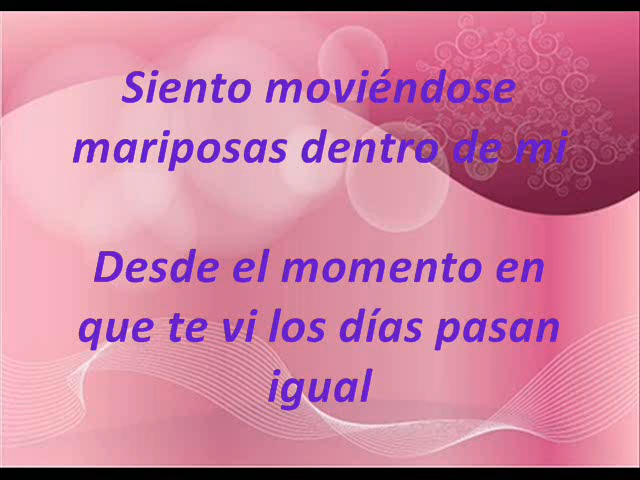 Siento moviéndose
mariposas dentro de mi
Desde el momento en
que te vi los días pasan
igual